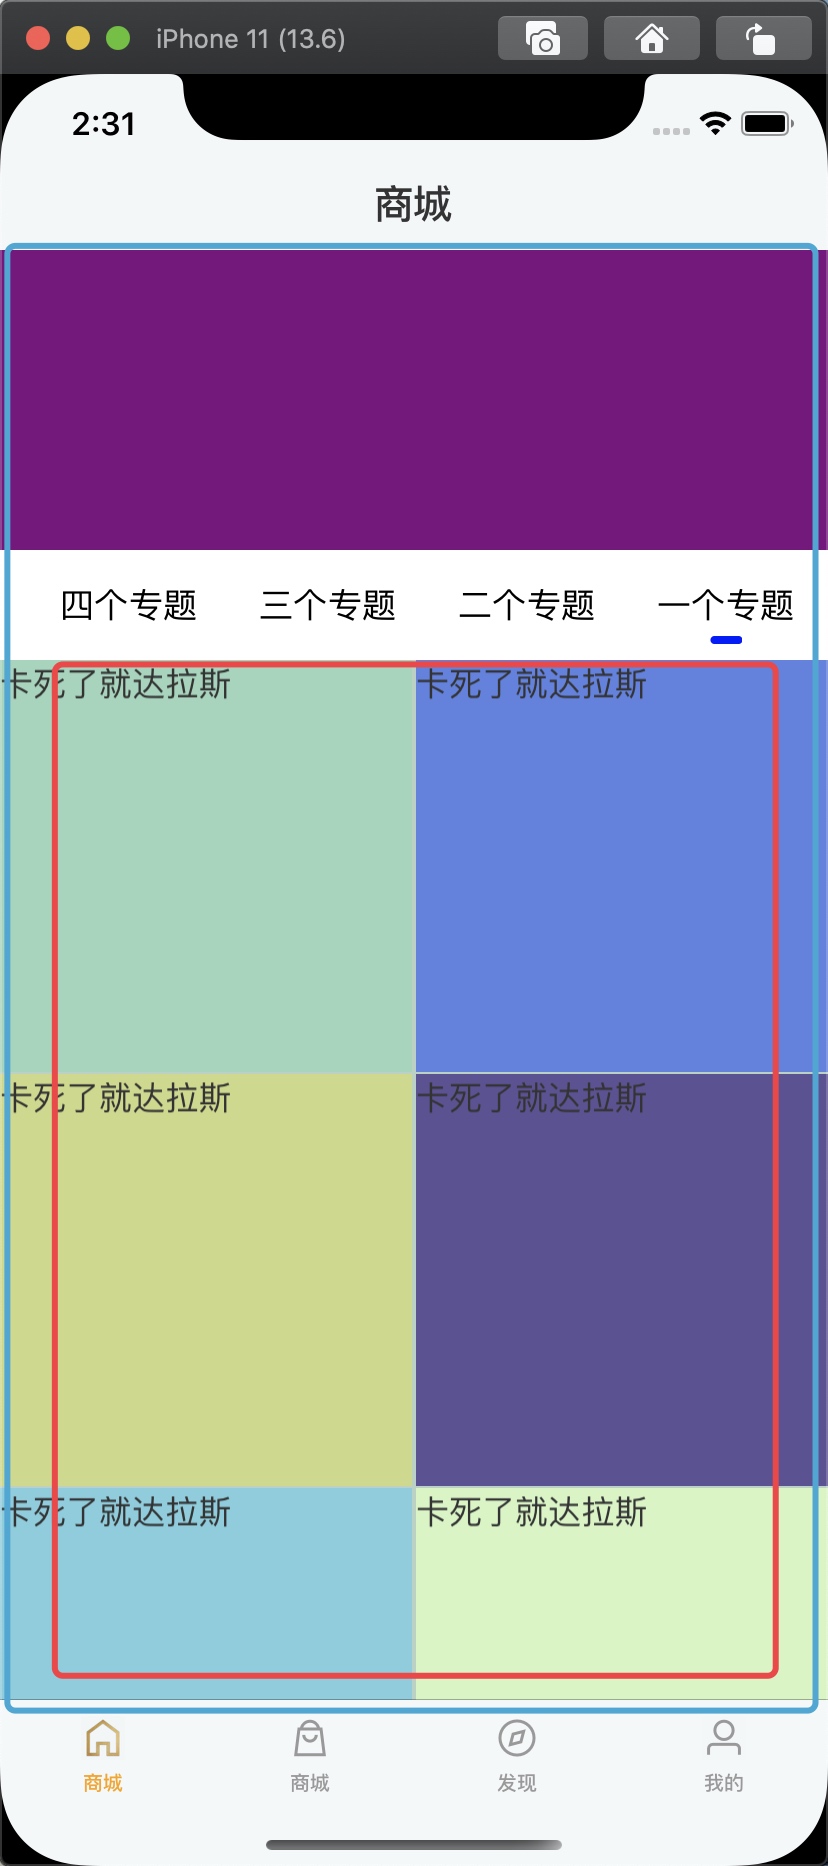 iPhone 11 (13.6)
2:31
商城
四个专题 三个专题 二个专题 一个专题
卡死了就达拉斯 卡死了就达拉斯
卡死了就达拉斯 卡死了就达拉斯
卡死了就达拉斯 卡死了就达拉斯
商城 商城 发现 我的